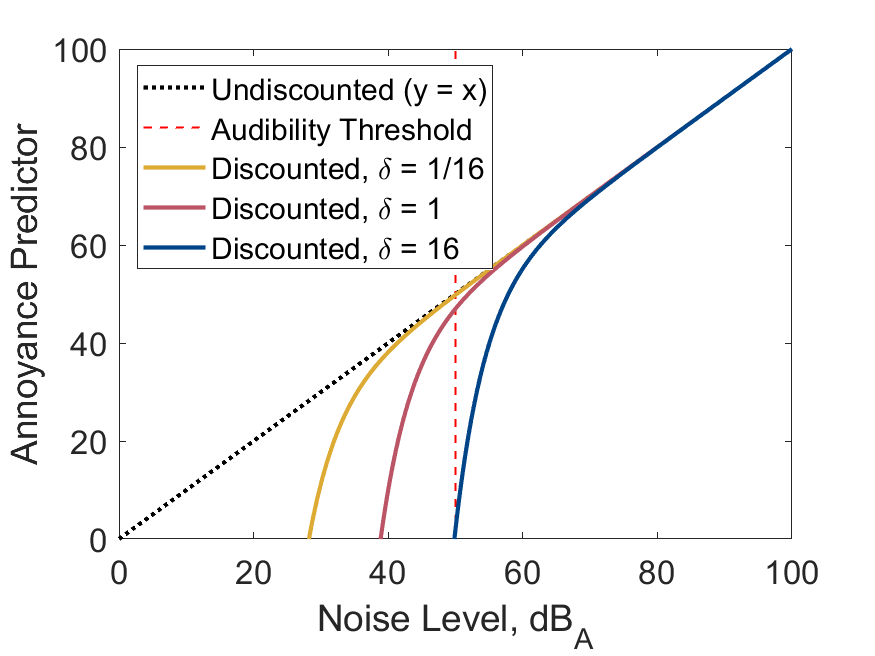 100
80
60
40
20
0
Annoyance Predictor
Undiscounted (y = x)
Audibility Threshold
Discounted, δ = 1/16
Discounted, δ = 1
Discounted, δ = 16
0 20 40 60 80 100
Noise Level, dB_A